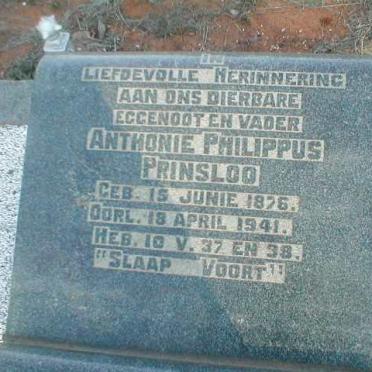 IN
LIEFDEVOLLE HERINNERING
AAN ONS DIERBARE
EGGENOOT EN VADER
ANTHONIE PHILIPPUS
PRINSLOO
GEB. 15 JUNIE 1876.
OORL. 18 APRIL 1941.
HEB. 10 V. 37 EN 38.
"SLAAP VOORT"